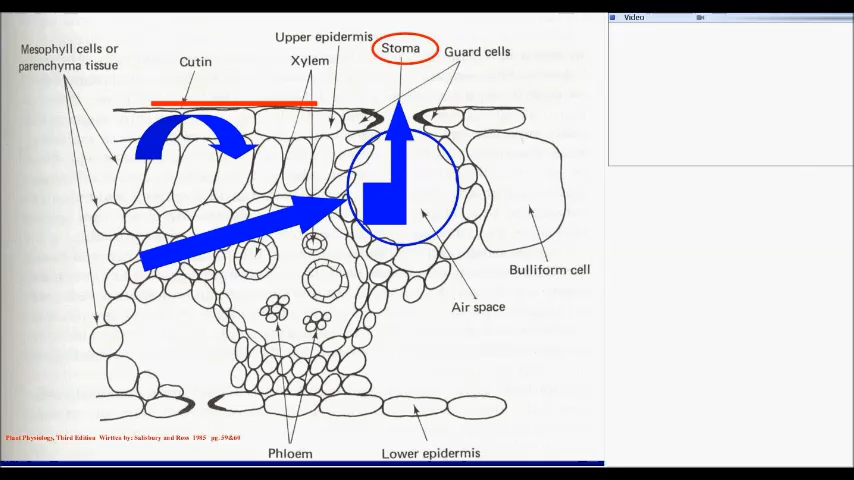 Video
Upper epidermis
Stoma
Mesophyll cells or
parenchyma tissue
Cutin
Xylem
Guard cells
Bulliform cell
Air space
Plant Physiology, Third Edition Wirtten by: Salisbury and Ross 1985 pg. 59&60
Phloem
Lower epidermis